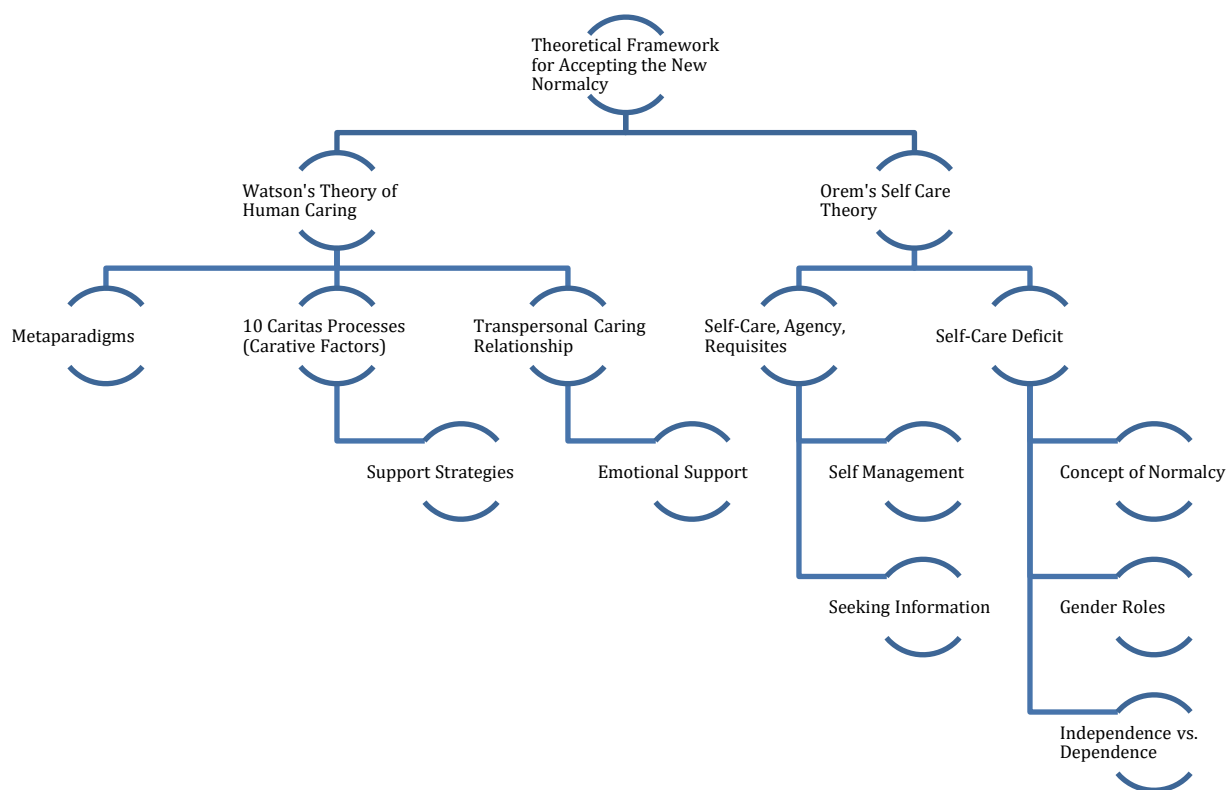 Theoretical Framework
for Accepting the New
Normalcy
Watson's Theory of
Human Caring
Orem's Self Care
Theory
Metaparadigms
10 Caritas Processes
(Carative Factors)
Transpersonal Caring
Relationship
Self-Care, Agency,
Requisites
Self-Care Deficit
Support Strategies
Emotional Support
Self Management
Concept of Normalcy
Seeking Information
Gender Roles
Independence vs.
Dependence